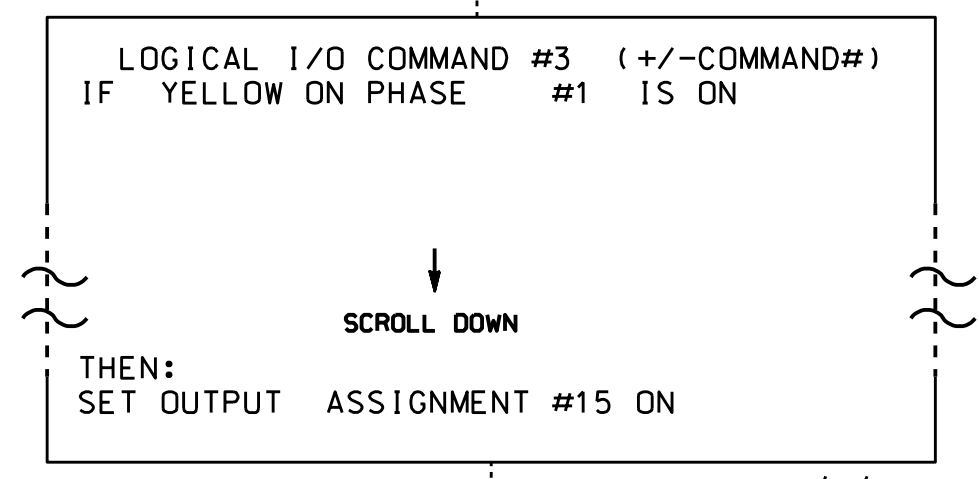 LOGICAL I/O COMMAND #3 (+/-COMMAND#)
IF YELLOW ON PHASE #1 IS ON
SCROLL DOWN
THEN:
SET OUTPUT ASSIGNMENT #15 ON